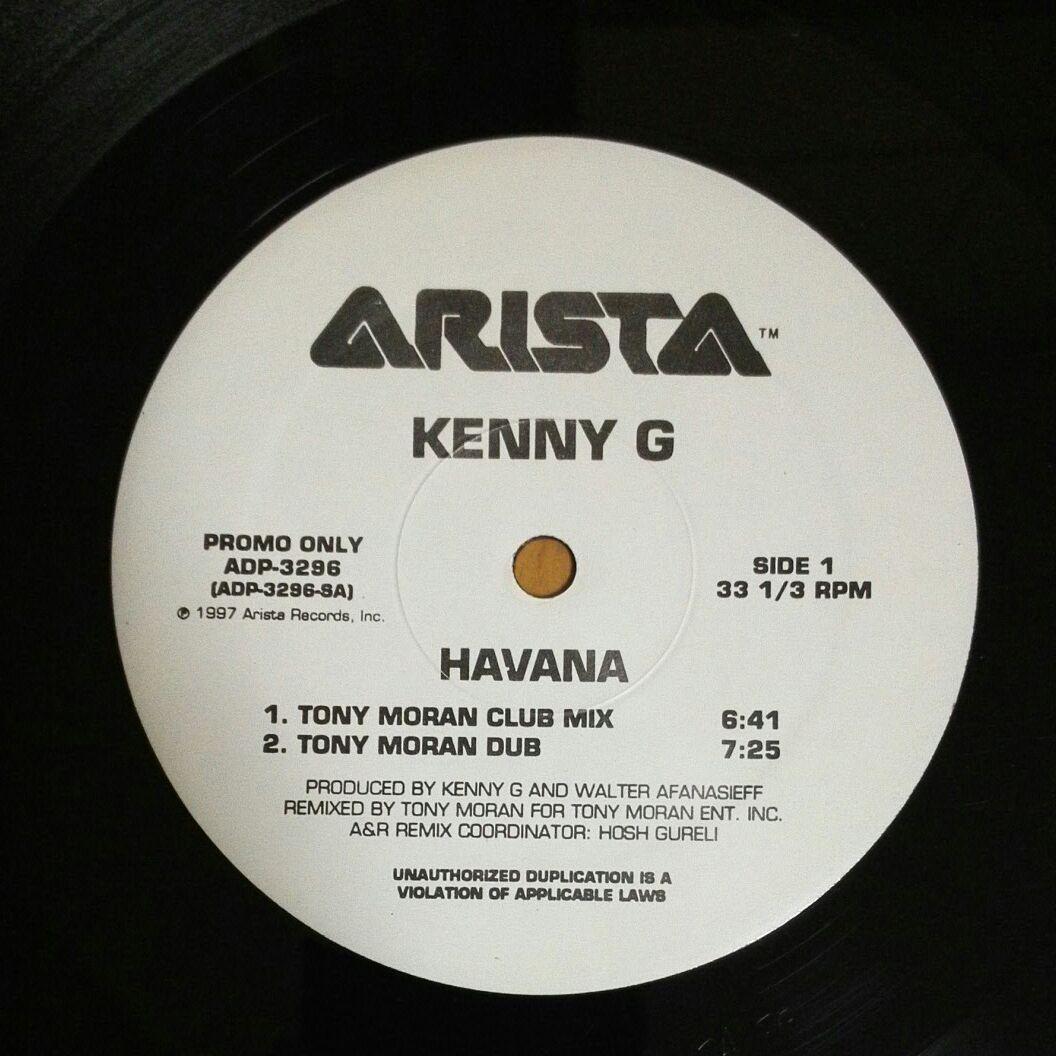 ARISTA™
KENNY G
PROMO ONLY
ADP-3296
(ADP-3296-SA)
℗ 1997 Arista Records, Inc.
SIDE 1
33 1/3 RPM
HAVANA
1. TONY MORAN CLUB MIX 6:41
2. TONY MORAN DUB 7:25
PRODUCED BY KENNY G AND WALTER AFANASIEFF
REMIXED BY TONY MORAN FOR TONY MORAN ENT. INC.
A&R REMIX COORDINATOR: HOSH GURELI
UNAUTHORIZED DUPLICATION IS A
VIOLATION OF APPLICABLE LAWS